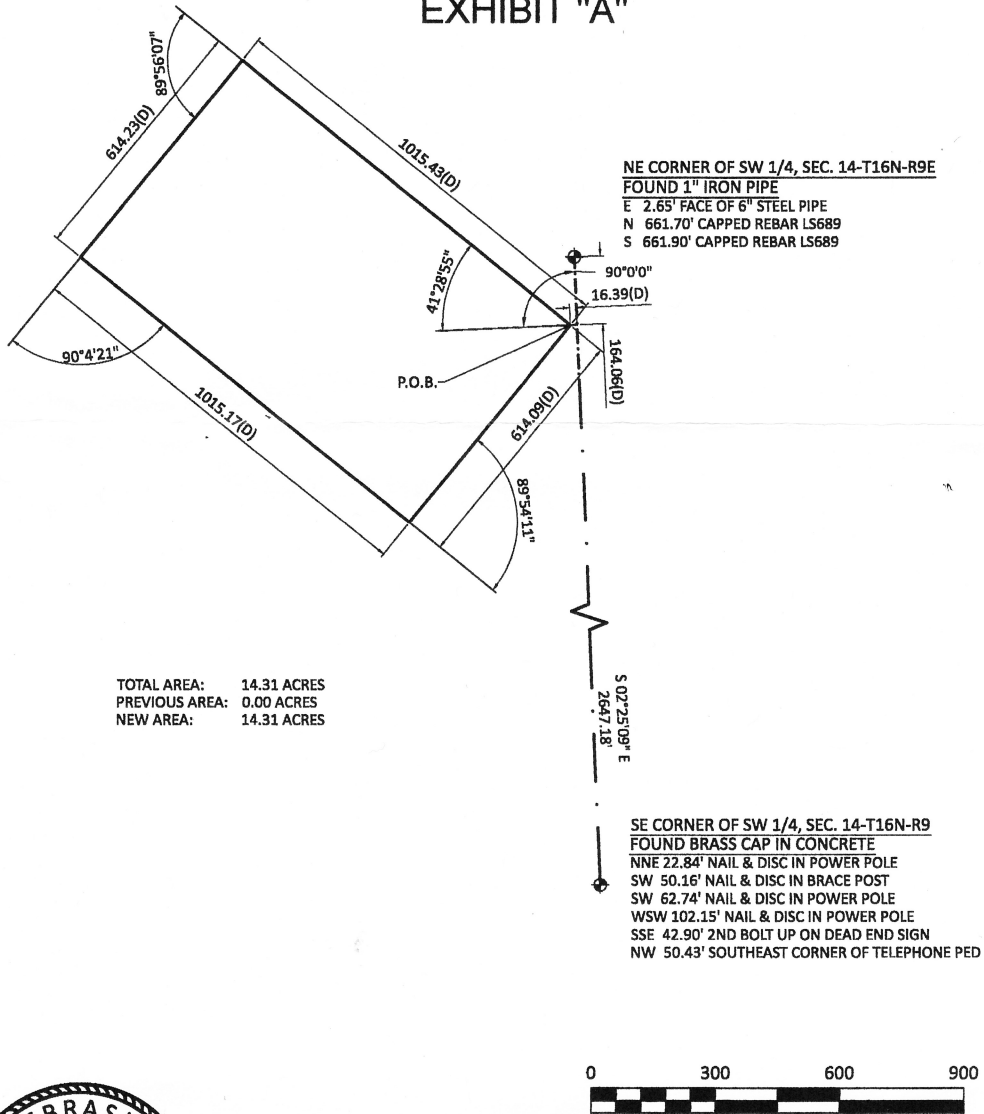 EXHIBIT "A"
89°56'07"
614.23(D)
1015.43(D)
NE CORNER OF SW 1/4, SEC. 14-T16N-R9E
FOUND 1" IRON PIPE
E 2.65' FACE OF 6" STEEL PIPE
N 661.70' CAPPED REBAR LS689
S 661.90' CAPPED REBAR LS689
41°28'55"
90°0'0"
16.39(D)
164.06(D)
90°4'21"
P.O.B.
1015.17(D)
614.09(D)
89°54'11"
TOTAL AREA: 14.31 ACRES
PREVIOUS AREA: 0.00 ACRES
NEW AREA: 14.31 ACRES
S 02°25'09" E
2647.18'
SE CORNER OF SW 1/4, SEC. 14-T16N-R9
FOUND BRASS CAP IN CONCRETE
NNE 22.84' NAIL & DISC IN POWER POLE
SW 50.16' NAIL & DISC IN BRACE POST
SW 62.74' NAIL & DISC IN POWER POLE
WSW 102.15' NAIL & DISC IN POWER POLE
SSE 42.90' 2ND BOLT UP ON DEAD END SIGN
NW 50.43' SOUTHEAST CORNER OF TELEPHONE PED
0 300 600 900